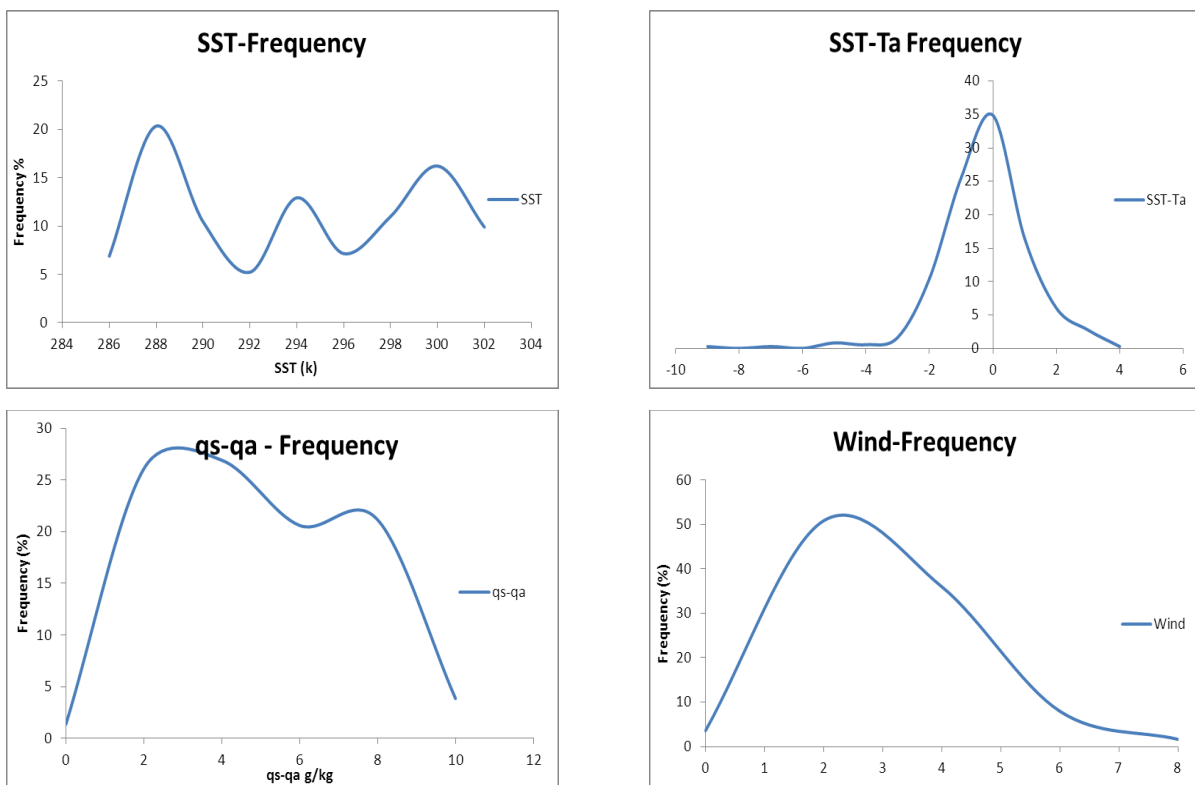 SST-Frequency
25
20
15
10
5
0
Frequency %
284 286 288 290 292 294 296 298 300 302 304
SST (k)
SST
SST-Ta Frequency
40
35
30
25
20
15
10
5
0
-10 -8 -6 -4 -2 0 2 4 6
SST-Ta
qs-qa - Frequency
30
25
20
15
10
5
0
Frequency (%)
0 2 4 6 8 10 12
qs-qa g/kg
qs-qa
Wind-Frequency
60
50
40
30
20
10
0
Frequency (%)
0 1 2 3 4 5 6 7 8
Wind